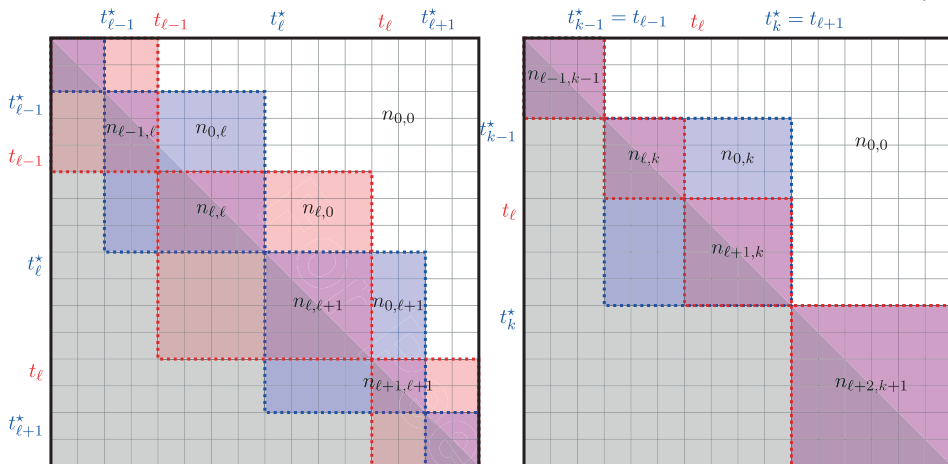 t⋆ℓ−1 tℓ−1 t⋆ℓ tℓ t⋆ℓ+1
t⋆ℓ−1
tℓ−1
t⋆ℓ
tℓ
t⋆ℓ+1
n0,0
nℓ−1,ℓ n0,ℓ
nℓ,ℓ nℓ,0
nℓ,ℓ+1 n0,ℓ+1
nℓ+1,ℓ+1
t⋆k−1 = tℓ−1 tℓ t⋆k = tℓ+1
t⋆k−1
tℓ
t⋆k
nℓ−1,k−1
nℓ,k n0,k n0,0
nℓ+1,k
nℓ+2,k+1